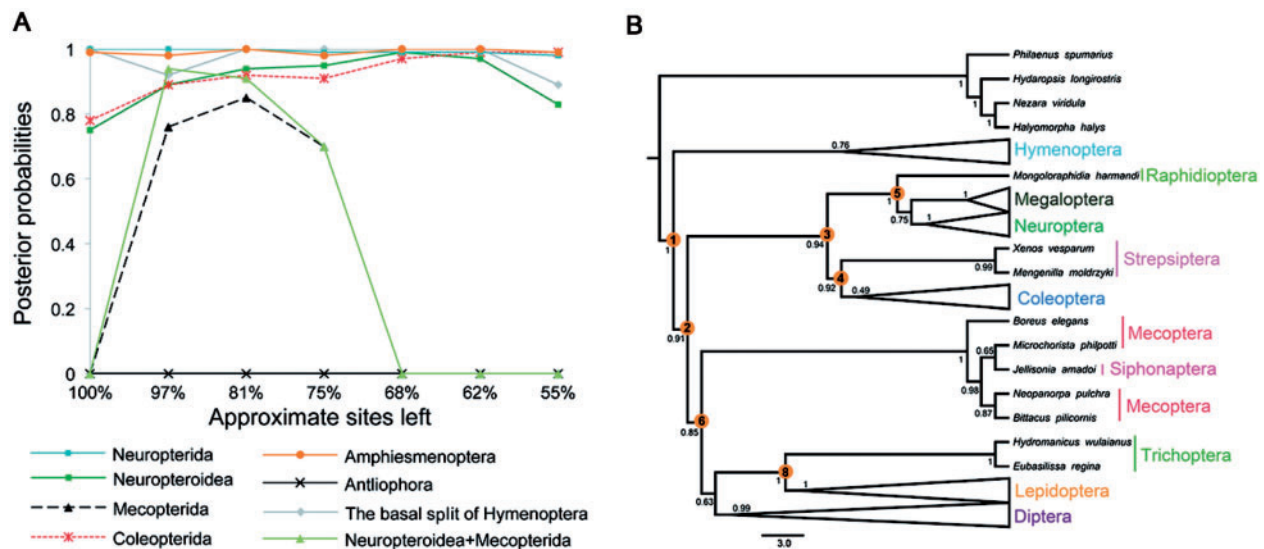 A
Posterior probabilities
1
0.8
0.6
0.4
0.2
0
100% 97% 81% 75% 68% 62% 55%
Approximate sites left
Neuropterida
Neuropteroidea
Mecopterida
Coleopterida
Amphiesmenoptera
Antliophora
The basal split of Hymenoptera
Neuropteroidea+Mecopterida
B
Philaenus spumarius
Hydaropsis longirostris
1
Nezara viridula
1
Halyomorpha halys
1
0.76
Hymenoptera
Mongoloraphidia harmandi
Raphidioptera
5
1
1
Megaloptera
0.75
1
Neuroptera
1
1
3
0.94
Xenos vesparum
Strepsiptera
0.99
Mengenilla moldrzyki
4
0.92
0.49
Coleoptera
2
0.91
Boreus elegans
Mecoptera
1
0.65
Microchorista philpotti
Jellisonia amadoi
Siphonaptera
0.98
Neopanorpa pulchra
Mecoptera
0.87
Bittacus pilicornis
6
0.85
Hydromanicus wulaianus
Trichoptera
1
Eubasilissa regina
8
1
1
Lepidoptera
0.63
0.99
Diptera
3.0